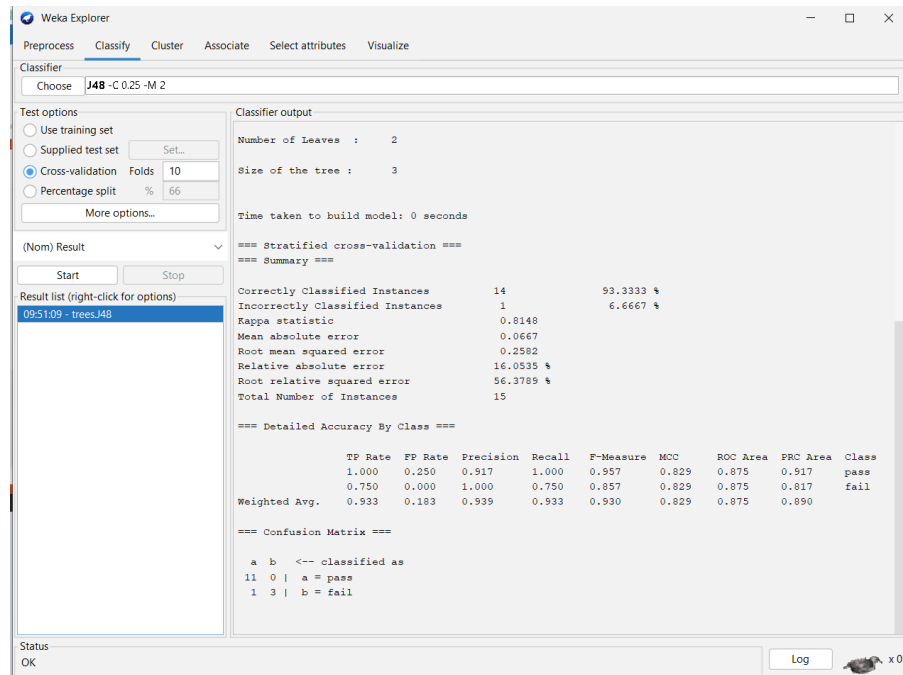 Weka Explorer
Preprocess Classify Cluster Associate Select attributes Visualize
Classifier
Choose J48 -C 0.25 -M 2
Test options
Use training set
Supplied test set Set...
Cross-validation Folds 10
Percentage split % 66
More options...
(Nom) Result
Start Stop
Result list (right-click for options)
09:51:09 - trees.J48
Classifier output
Number of Leaves : 2
Size of the tree : 3
Time taken to build model: 0 seconds
=== Stratified cross-validation ===
=== Summary ===
Correctly Classified Instances 14 93.3333 %
Incorrectly Classified Instances 1 6.6667 %
Kappa statistic 0.8148
Mean absolute error 0.0667
Root mean squared error 0.2582
Relative absolute error 16.0535 %
Root relative squared error 56.3789 %
Total Number of Instances 15
=== Detailed Accuracy By Class ===
TP Rate FP Rate Precision Recall F-Measure MCC ROC Area PRC Area Class
1.000 0.250 0.917 1.000 0.957 0.829 0.875 0.917 pass
0.750 0.000 1.000 0.750 0.857 0.829 0.875 0.817 fail
Weighted Avg. 0.933 0.183 0.939 0.933 0.930 0.829 0.875 0.890
=== Confusion Matrix ===
a b <-- classified as
11 0 | a = pass
1 3 | b = fail
Status
OK
Log
x 0